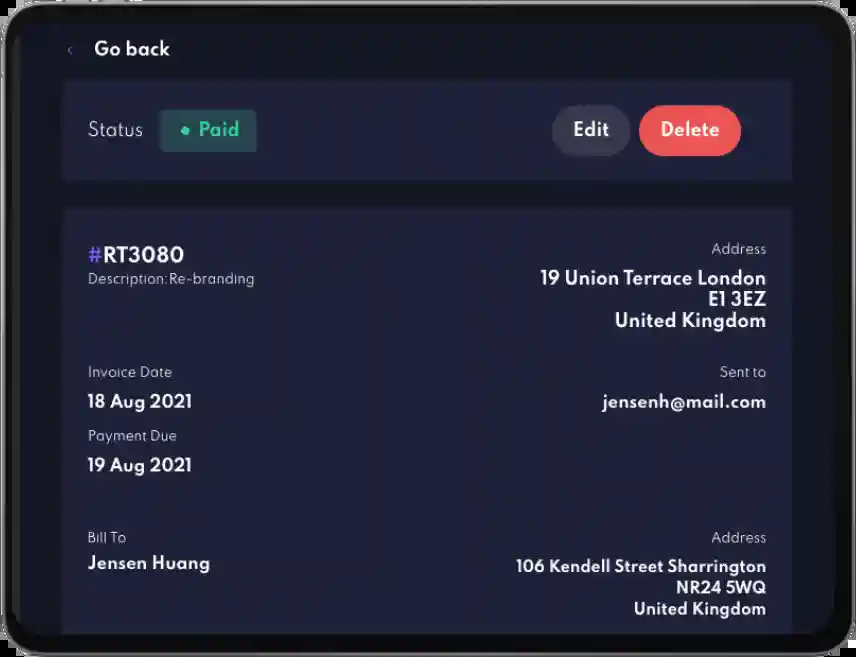 Go back
Status
Paid
Edit
Delete
#RT3080
Description:Re-branding
Address
19 Union Terrace London
E1 3EZ
United Kingdom
Invoice Date
18 Aug 2021
Sent to
jensenh@mail.com
Payment Due
19 Aug 2021
Bill To
Jensen Huang
Address
106 Kendell Street Sharrington
NR24 5WQ
United Kingdom